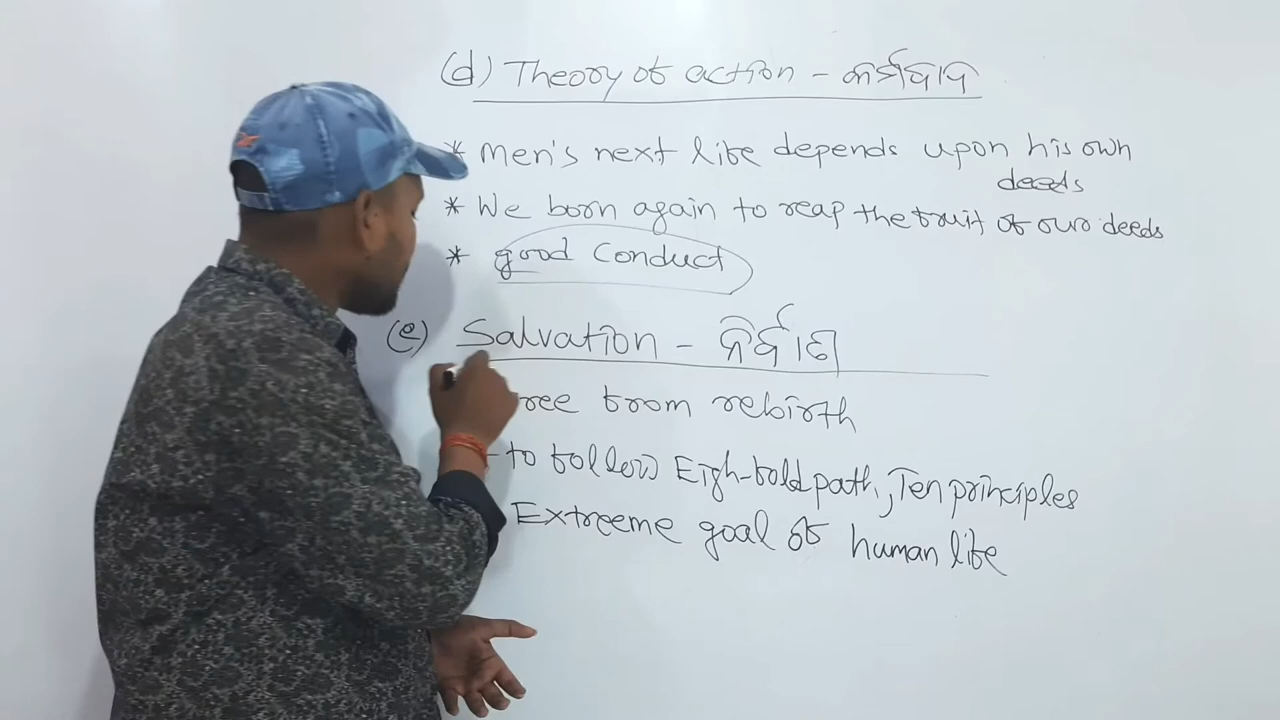 (d) Theory of action - କର୍ମବାଦ
* Men's next life depends upon his own
deeds
* We born again to reap the fruit of our deeds
* good Conduct
(e) Salvation - ନିର୍ବାଣ
ree from rebirth
- to follow Eigh-fold path, Ten principles
Extreeme goal of human life